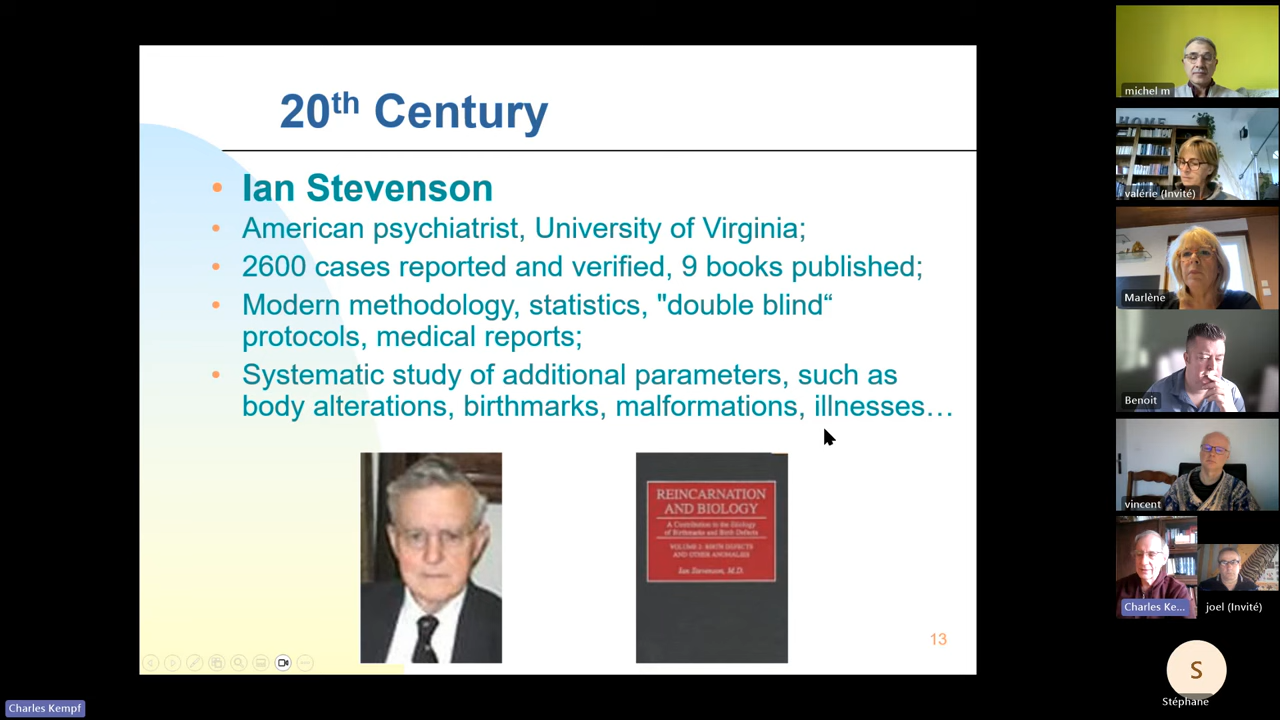 20th Century
• Ian Stevenson
• American psychiatrist, University of Virginia;
• 2600 cases reported and verified, 9 books published;
• Modern methodology, statistics, "double blind“
protocols, medical reports;
• Systematic study of additional parameters, such as
body alterations, birthmarks, malformations, illnesses…
REINCARNATION
AND BIOLOGY
A Contribution to the Etiology
of Birthmarks and Birth Defects
VOLUME 2: BIRTH DEFECTS
AND OTHER ANOMALIES
Ian Stevenson, M.D.
13
michel m
HOME
valérie (Invité)
Marlène
Benoit
vincent
Charles Ke...
joel (Invité)
S
Stéphane
Charles Kempf